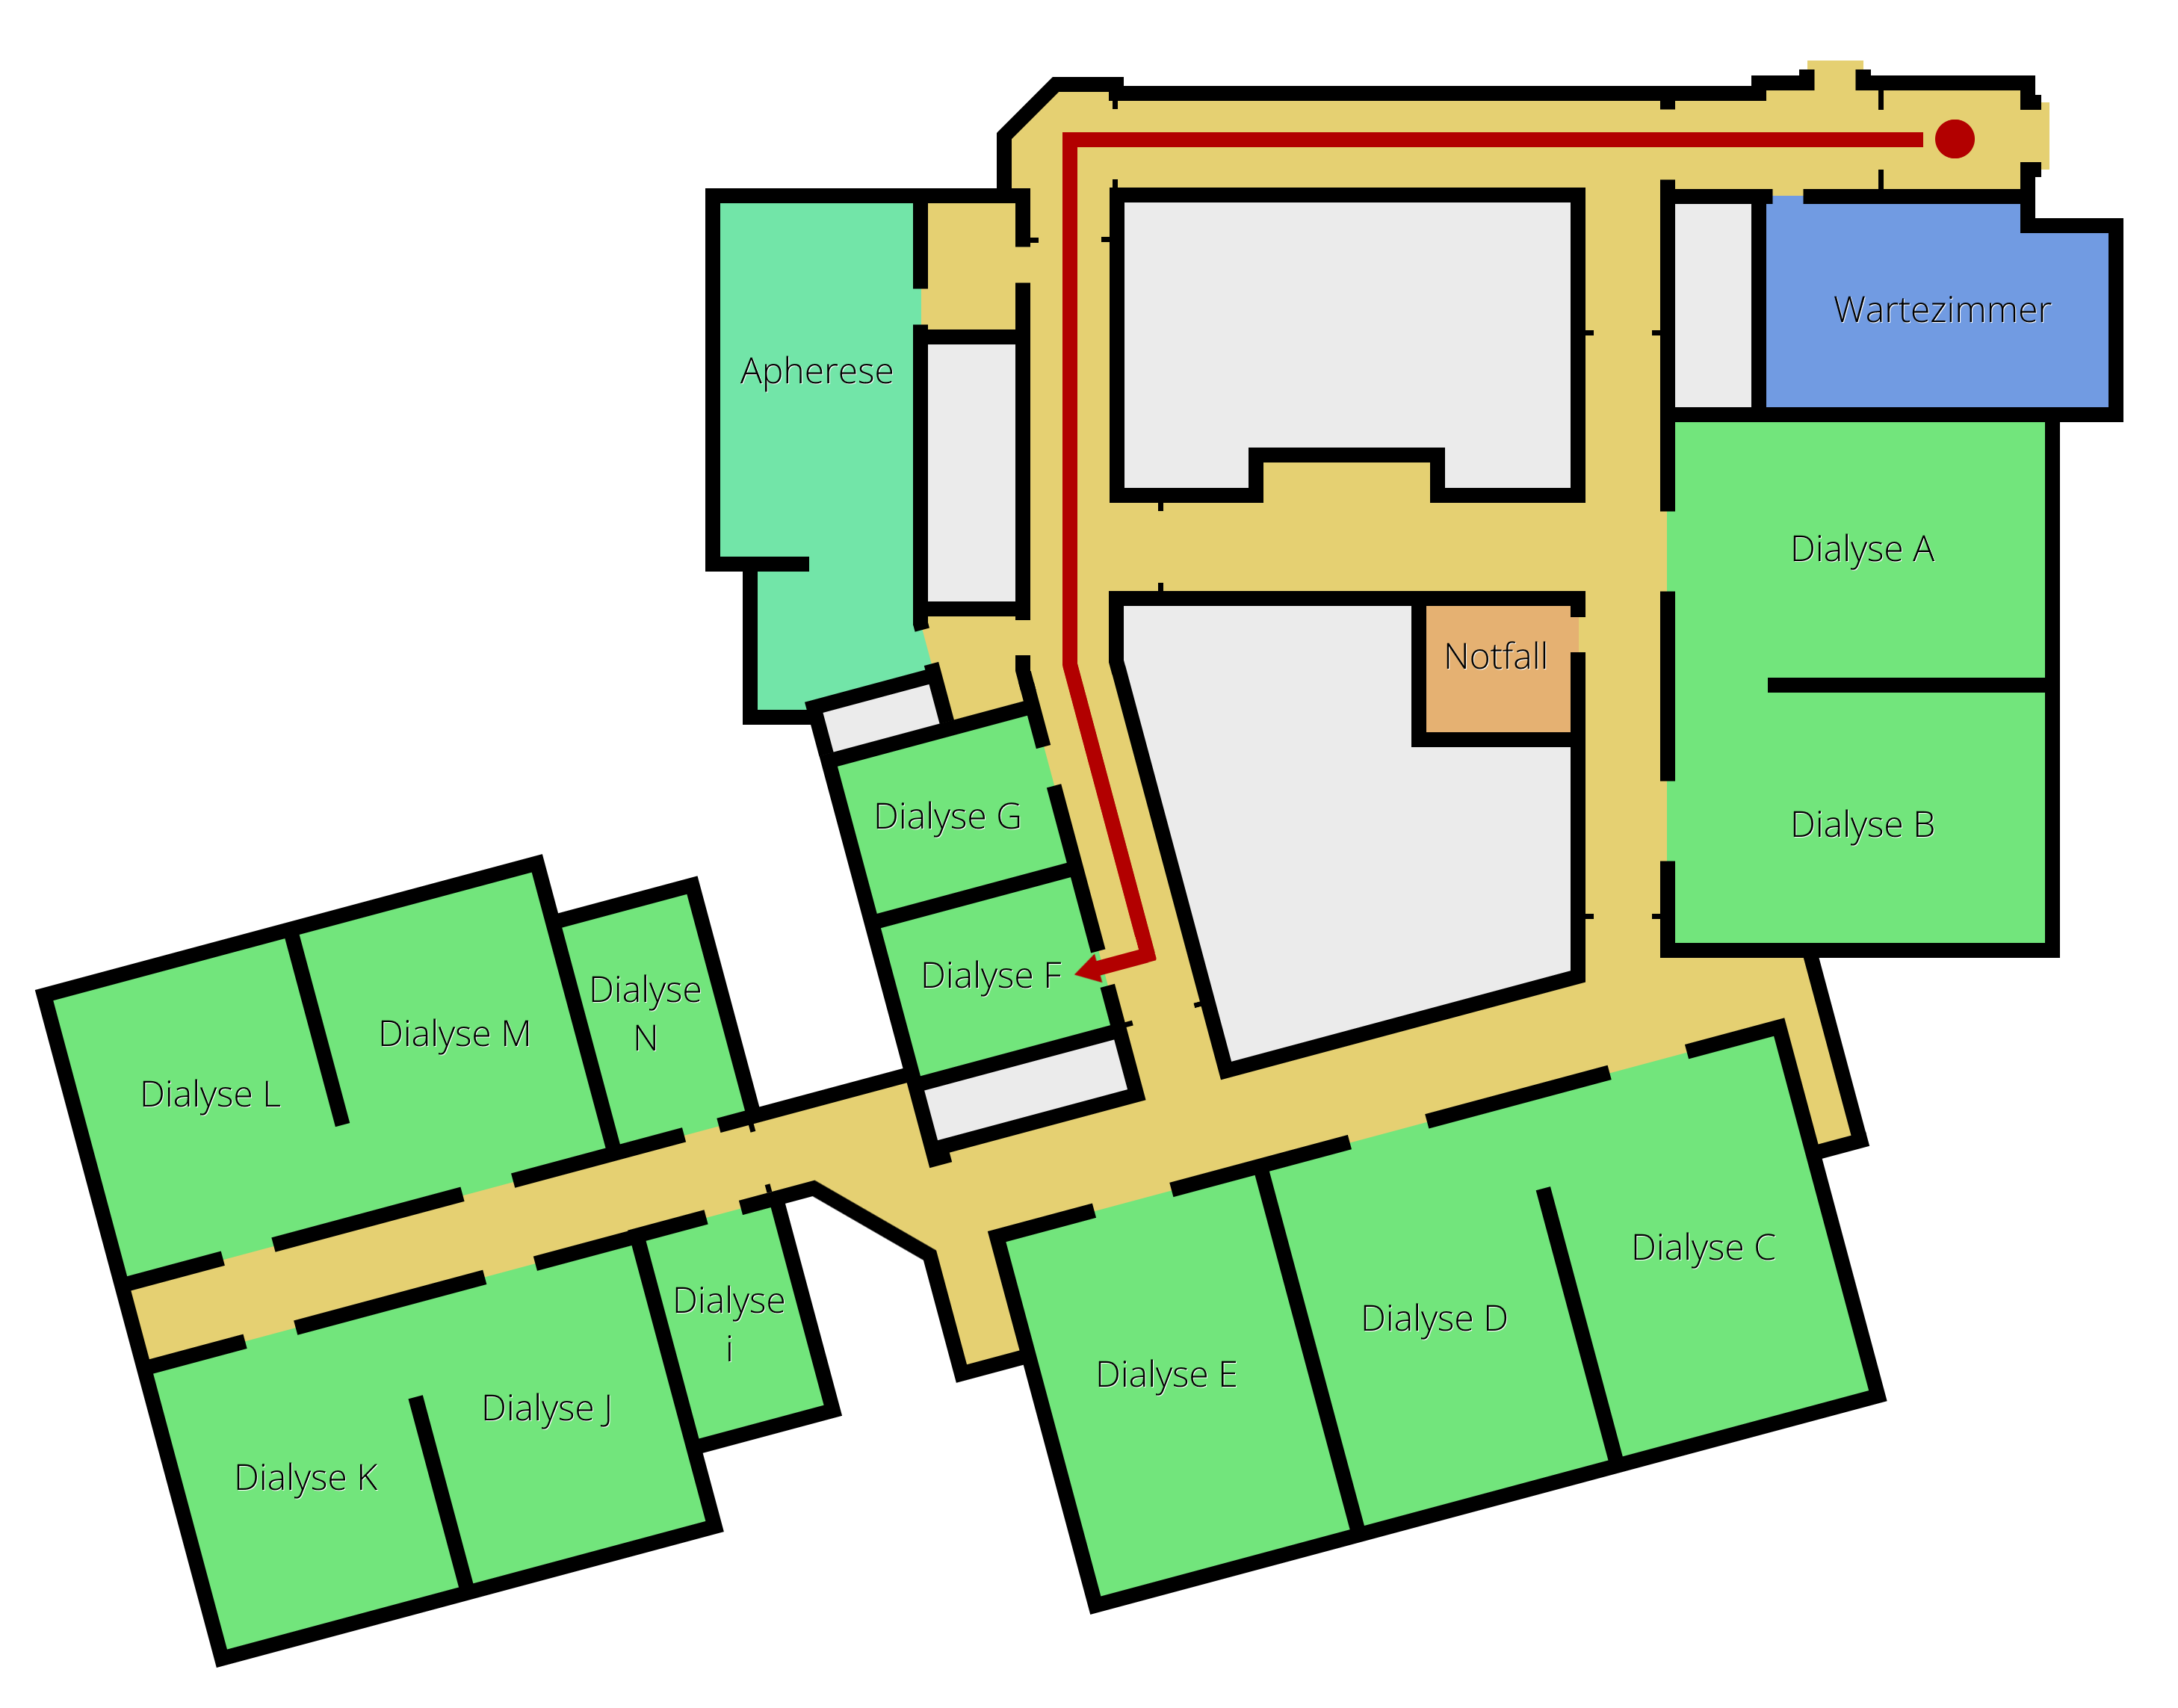 Wartezimmer
Apherese
Dialyse A
Notfall
Dialyse G
Dialyse B
Dialyse F
Dialyse
N
Dialyse M
Dialyse L
Dialyse C
Dialyse
i
Dialyse D
Dialyse E
Dialyse J
Dialyse K